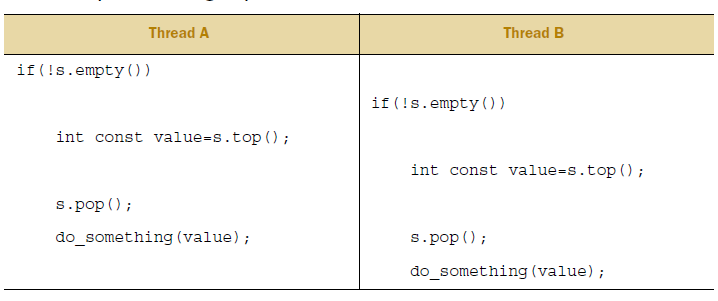 Thread A Thread B
if(!s.empty())
if(!s.empty())
int const value=s.top();
int const value=s.top();
s.pop();
do_something(value); s.pop();
do_something(value);